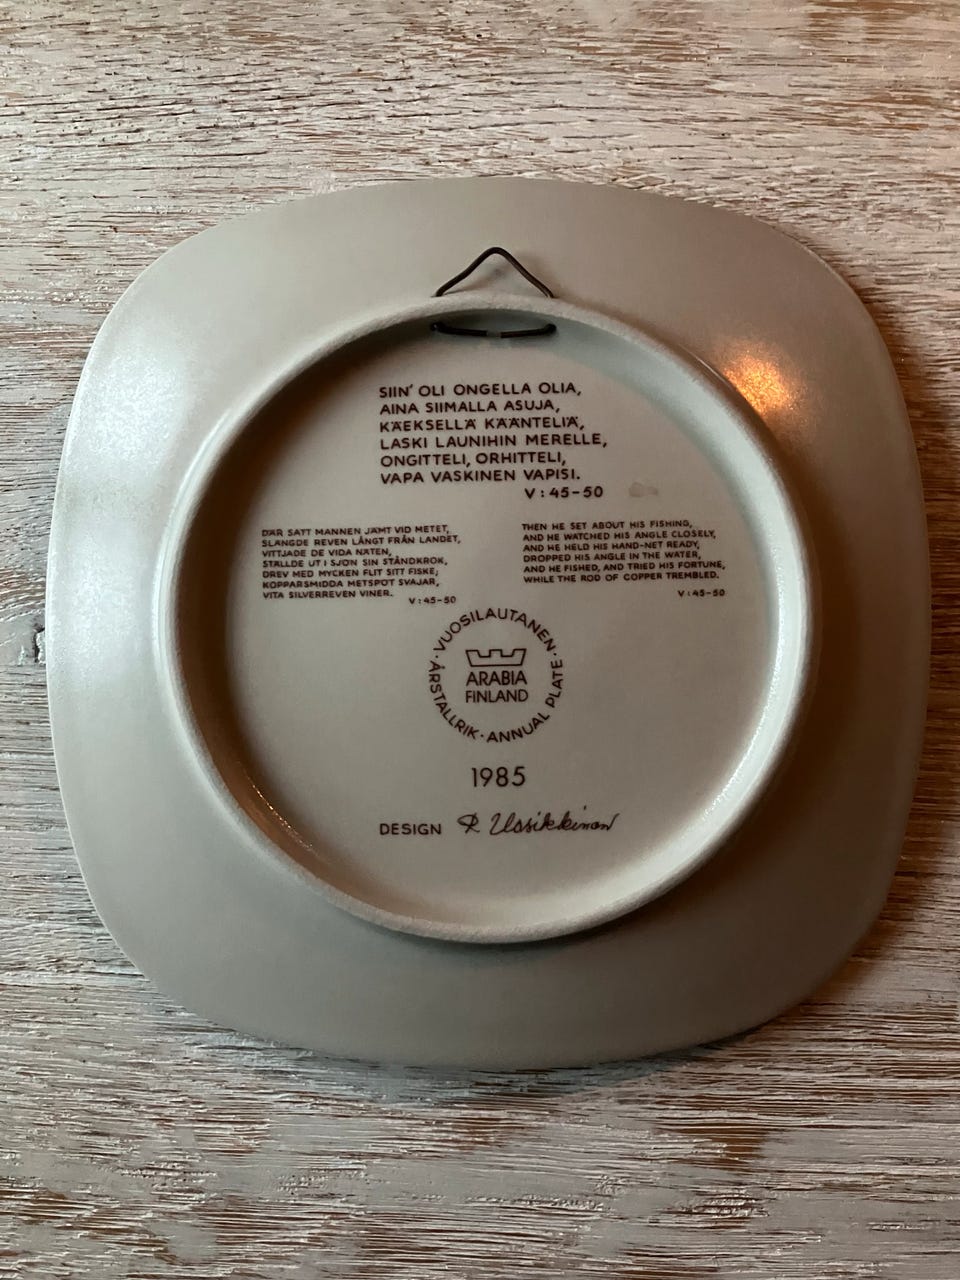 SIIN' OLI ONGELLA OLIA,
AINA SIIMALLA ASUJA,
KÄEKSELLÄ KÄÄNTELIÄ,
LASKI LAUNIHIN MERELLE,
ONGITTELI, ORHITTELI,
VAPA VASKINEN VAPISI.
V : 45-50
DÄR SATT MANNEN JÄMT VID METET,
SLÄNGDE REVEN LÅNGT FRÅN LANDET,
VITTJADE DE VIDA NÄTEN,
STÄLLDE UT I SJÖN SIN STÅNDKROK,
DREV MED MYCKEN FLIT SITT FISKE;
KOPPARSMIDDA METSPÖT SVAJAR,
VITA SILVERREVEN VINER.
V : 45-50
THEN HE SET ABOUT HIS FISHING,
AND HE WATCHED HIS ANGLE CLOSELY,
AND HE HELD HIS HAND-NET READY,
DROPPED HIS ANGLE IN THE WATER,
AND HE FISHED, AND TRIED HIS FORTUNE,
WHILE THE ROD OF COPPER TREMBLED.
V : 45-50
· VUOSILAUTANEN · ANNUAL PLATE · ÅRSTALLRIK
ARABIA
FINLAND
1985
DESIGN R. Uosikkinen